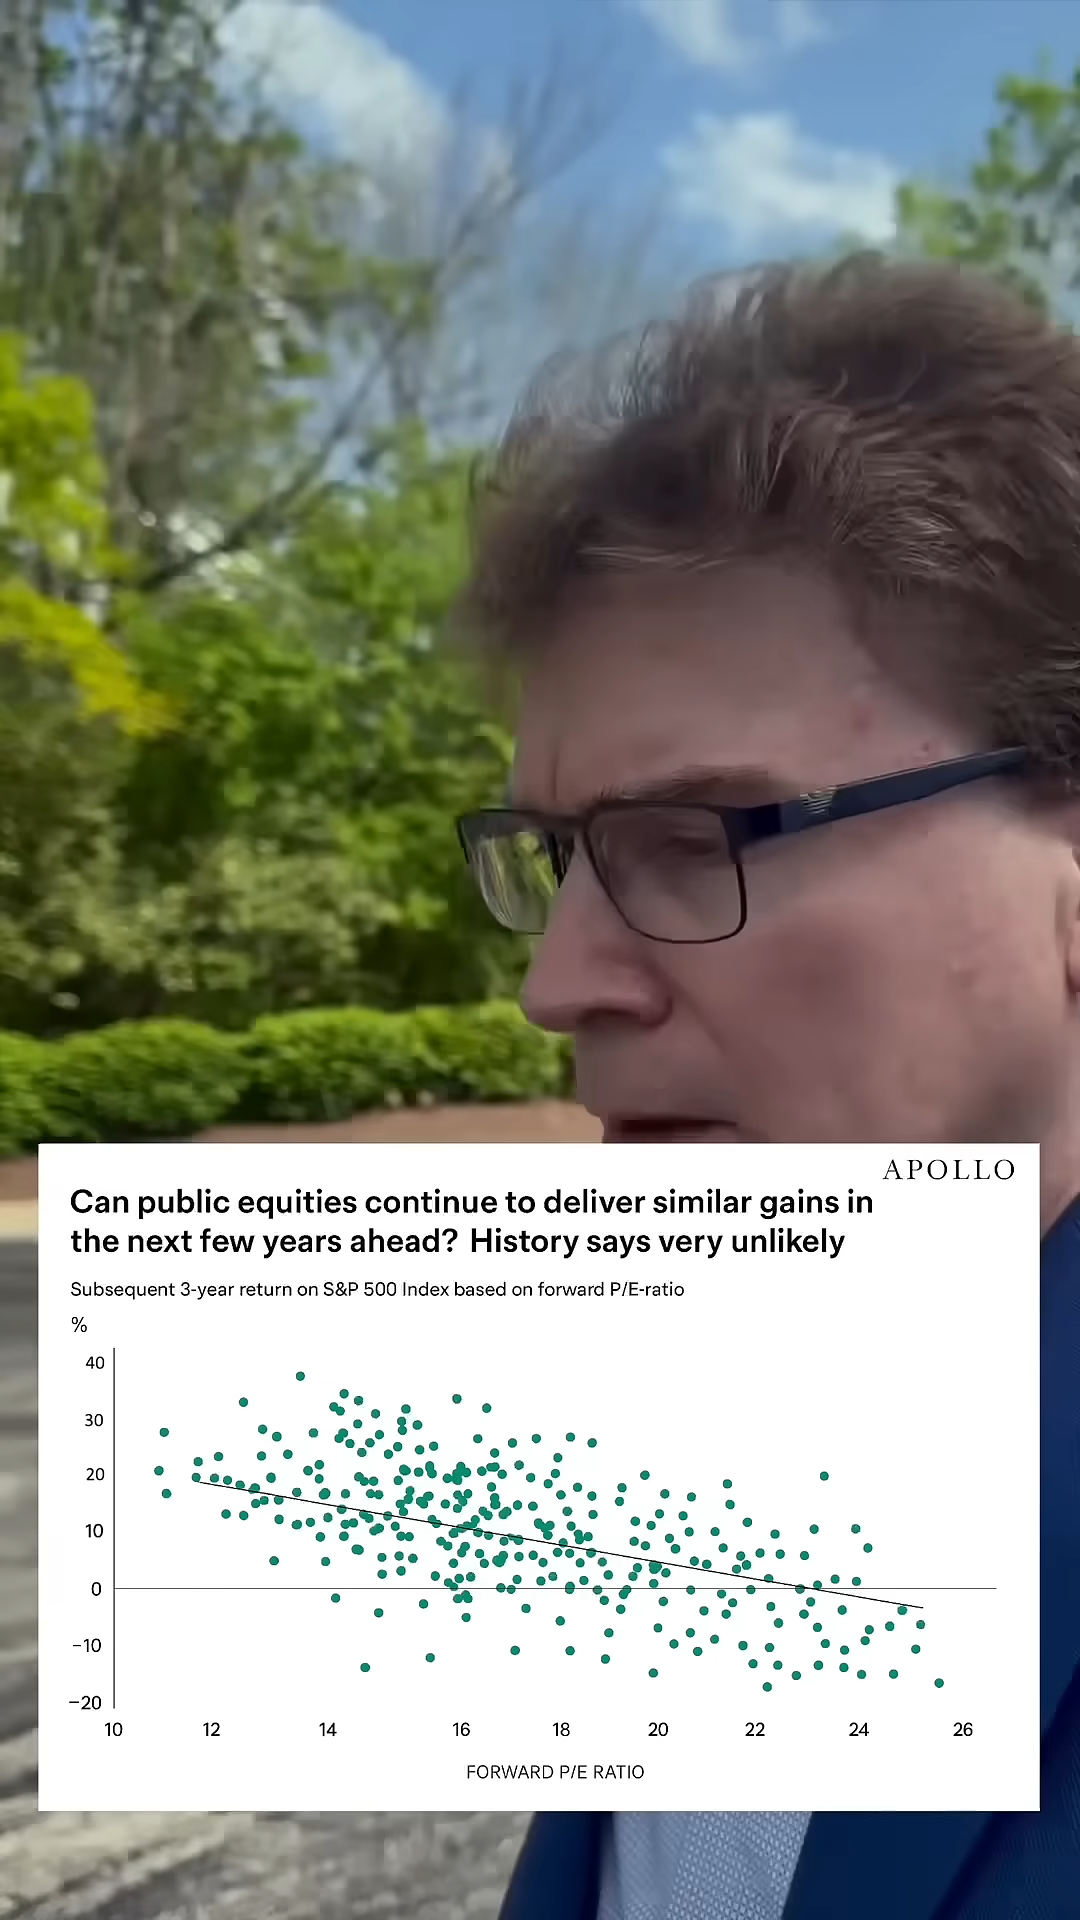 APOLLO
Can public equities continue to deliver similar gains in
the next few years ahead? History says very unlikely
Subsequent 3-year return on S&P 500 Index based on forward P/E-ratio
%
40
30
20
10
0
−10
−20
10 12 14 16 18 20 22 24 26
FORWARD P/E RATIO